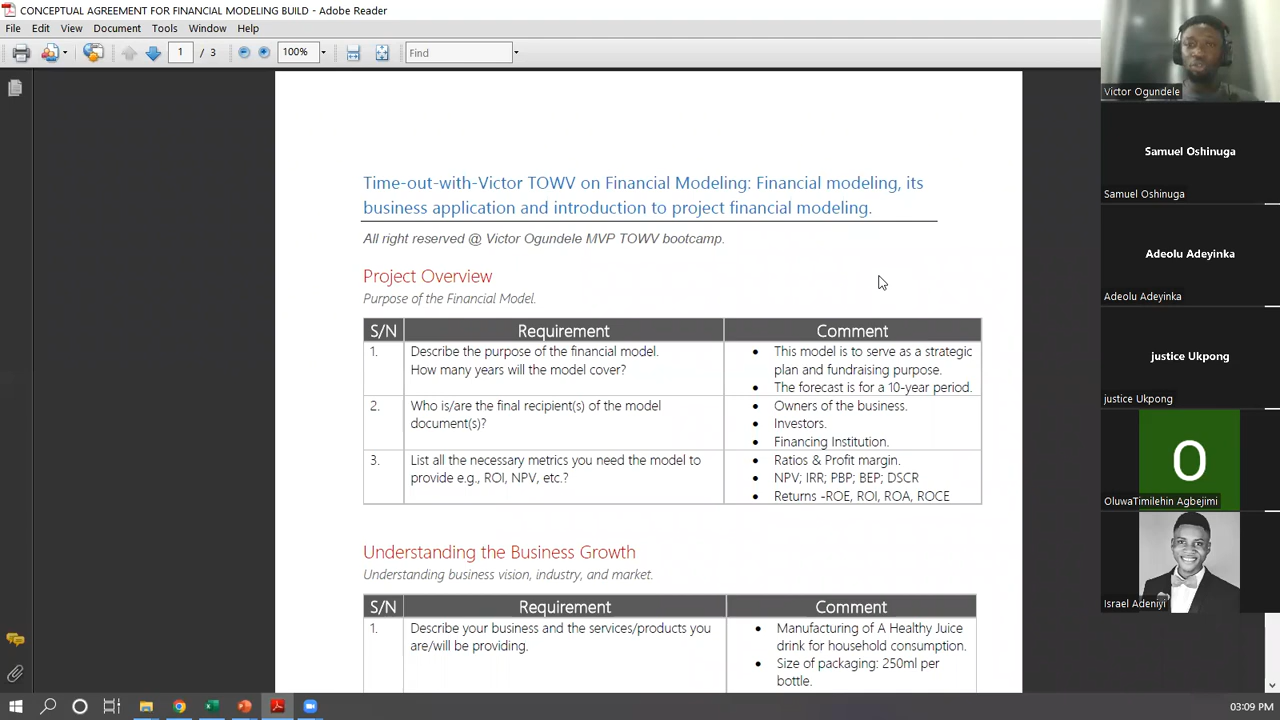 CONCEPTUAL AGREEMENT FOR FINANCIAL MODELING BUILD - Adobe Reader
File Edit View Document Tools Window Help
1 / 3 100% Find
Time-out-with-Victor TOWV on Financial Modeling: Financial modeling, its
business application and introduction to project financial modeling.
All right reserved @ Victor Ogundele MVP TOWV bootcamp.
Project Overview
Purpose of the Financial Model.
S/N Requirement Comment
1. Describe the purpose of the financial model.
How many years will the model cover?
• This model is to serve as a strategic
plan and fundraising purpose.
• The forecast is for a 10-year period.
2. Who is/are the final recipient(s) of the model
document(s)?
• Owners of the business.
• Investors.
• Financing Institution.
3. List all the necessary metrics you need the model to
provide e.g., ROI, NPV, etc.?
• Ratios & Profit margin.
• NPV; IRR; PBP; BEP; DSCR
• Returns -ROE, ROI, ROA, ROCE
Understanding the Business Growth
Understanding business vision, industry, and market.
S/N Requirement Comment
1. Describe your business and the services/products you
are/will be providing.
• Manufacturing of A Healthy Juice
drink for household consumption.
• Size of packaging: 250ml per
bottle.
Victor Ogundele
Samuel Oshinuga
Samuel Oshinuga
Adeolu Adeyinka
Adeolu Adeyinka
justice Ukpong
justice Ukpong
O
OluwaTimilehin Agbejimi
Israel Adeniyi
03:09 PM